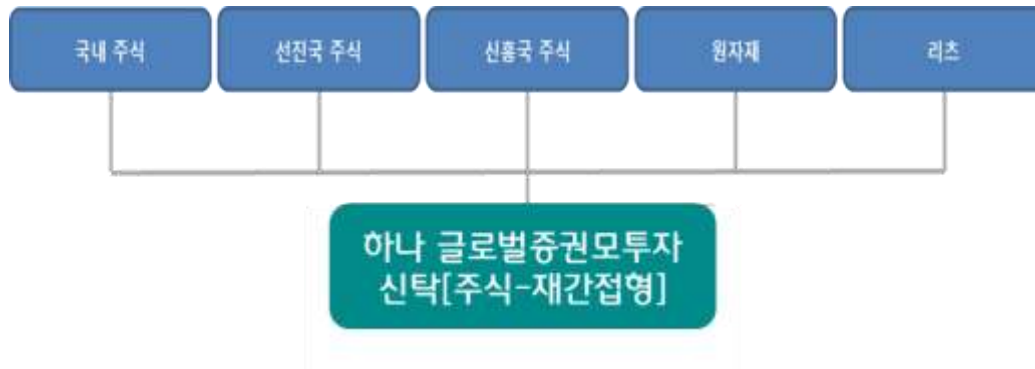 국내 주식
선진국 주식
신흥국 주식
원자재
리츠
하나 글로벌증권모투자
신탁[주식-재간접형]